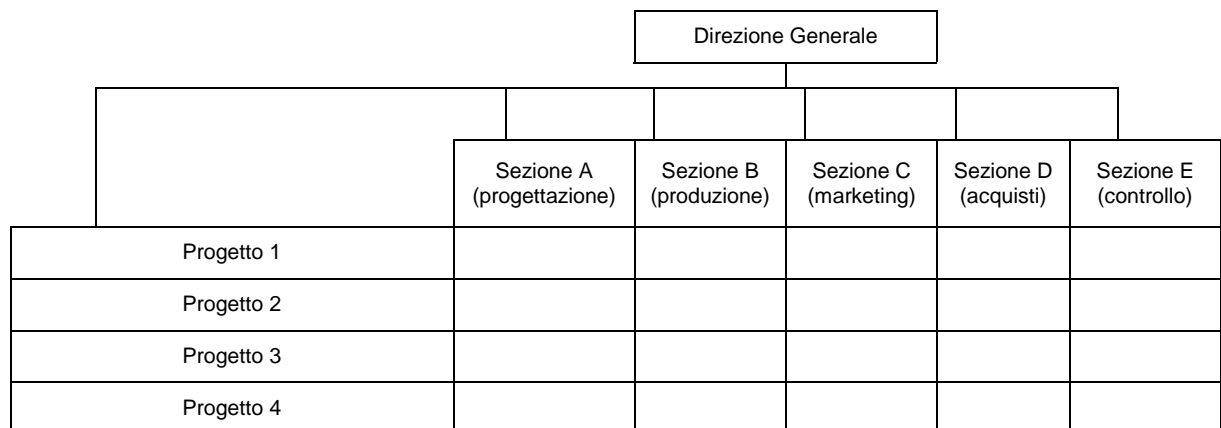 Direzione Generale
Sezione A
(progettazione)
Sezione B
(produzione)
Sezione C
(marketing)
Sezione D
(acquisti)
Sezione E
(controllo)
Progetto 1
Progetto 2
Progetto 3
Progetto 4